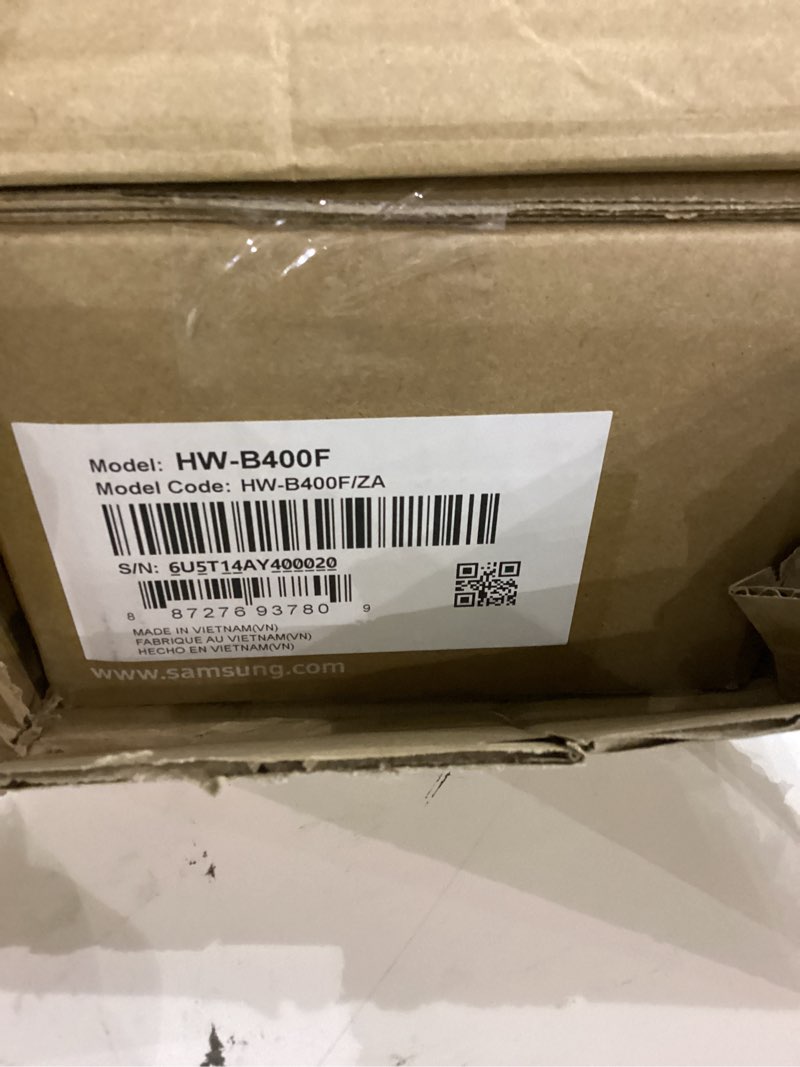 Model: HW-B400F
Model Code: HW-B400F/ZA
S/N: 6U5T14AY400020
8 87276 93780 9
MADE IN VIETNAM(VN)
FABRIQUE AU VIETNAM(VN)
HECHO EN VIETNAM(VN)
www.samsung.com